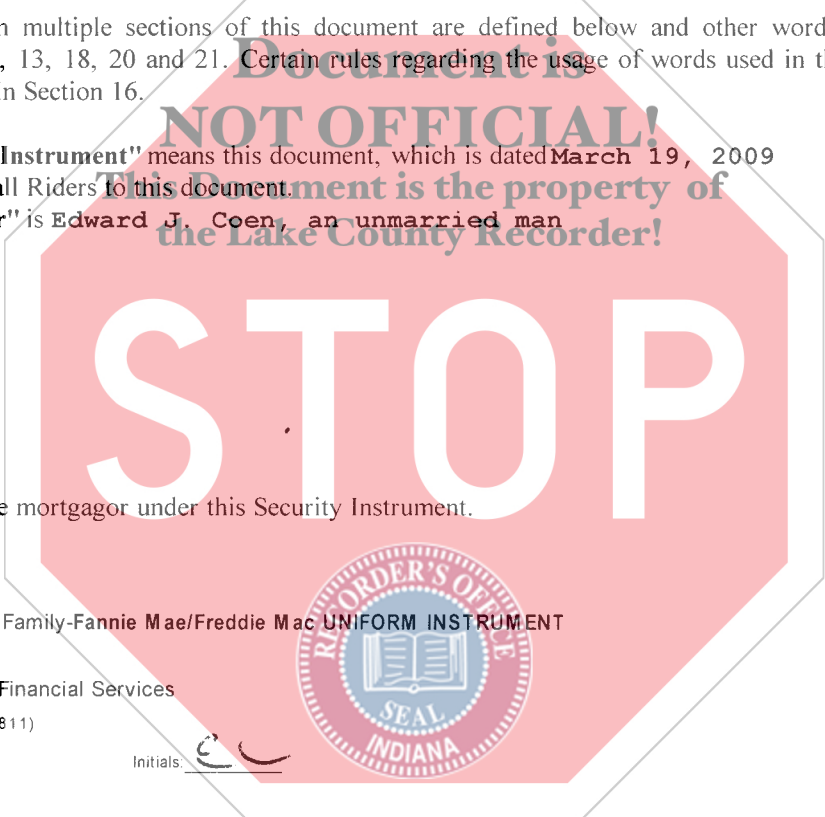 n multiple sections of this document are defined below and other word
, 13, 18, 20 and 21. Certain rules regarding the usage of words used in t
in Section 16.
Document is
NOT OFFICIAL!
This Document is the property of
the Lake County Recorder!
Instrument" means this document, which is dated March 19, 2009
all Riders to this document.
r" is Edward J. Coen, an unmarried man
STOP
e mortgagor under this Security Instrument.
Family-Fannie Mae/Freddie Mac UNIFORM INSTRUMENT
Financial Services
811)
Initials: EC
RECORDER'S OFFICE
SEAL
INDIANA